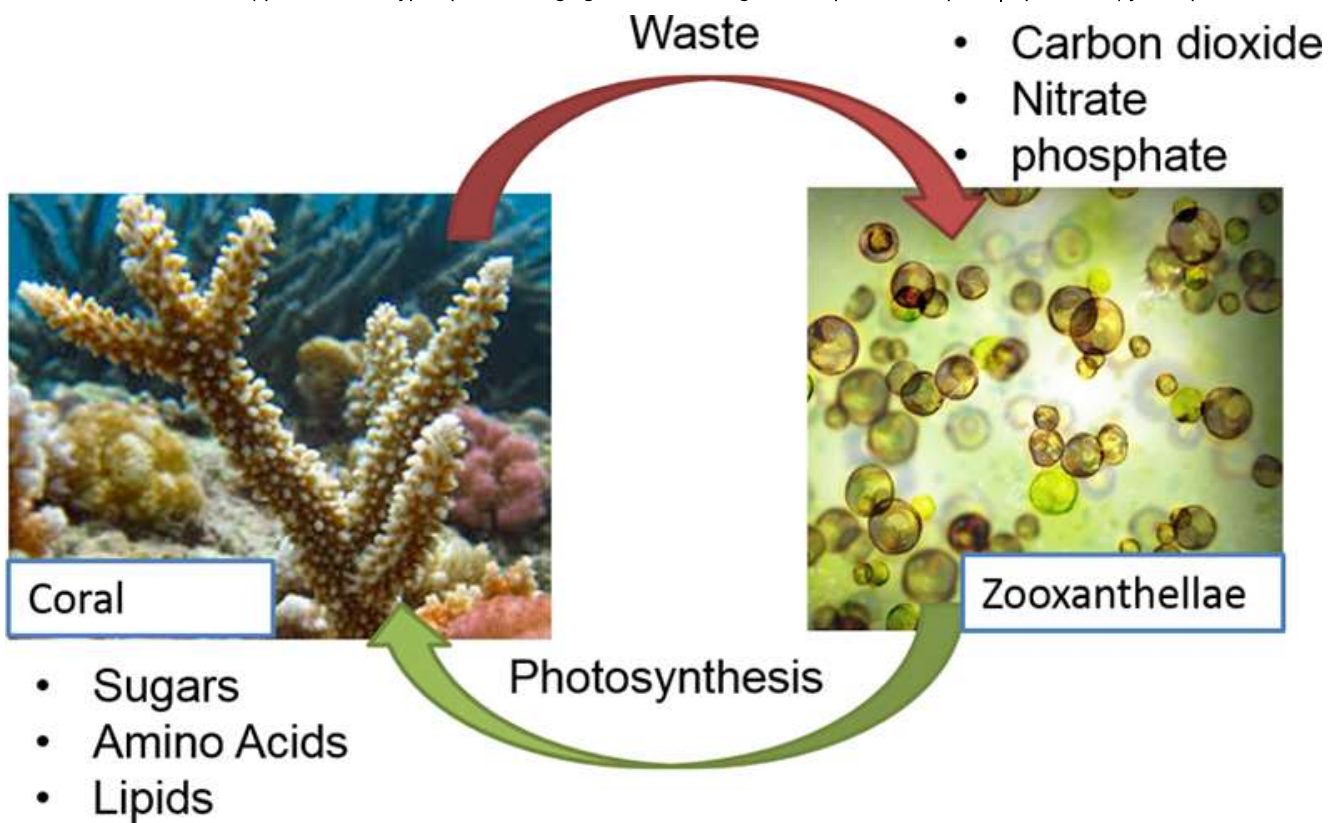 Waste
• Carbon dioxide
• Nitrate
• phosphate
Coral
Zooxanthellae
Photosynthesis
• Sugars
• Amino Acids
• Lipids